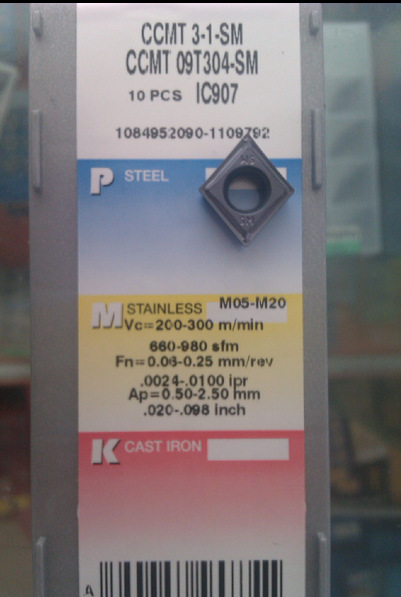 CCMT 3-1-SM
CCMT 09T304-SM
10 PCS IC907
1084952090-1109792
P STEEL
M STAINLESS M05-M20
Vc=200-300 m/min
660-980 sfm
Fn=0.06-0.25 mm/rev
.0024-.0100 ipr
Ap=0.50-2.50 mm
.020-.098 inch
K CAST IRON
A